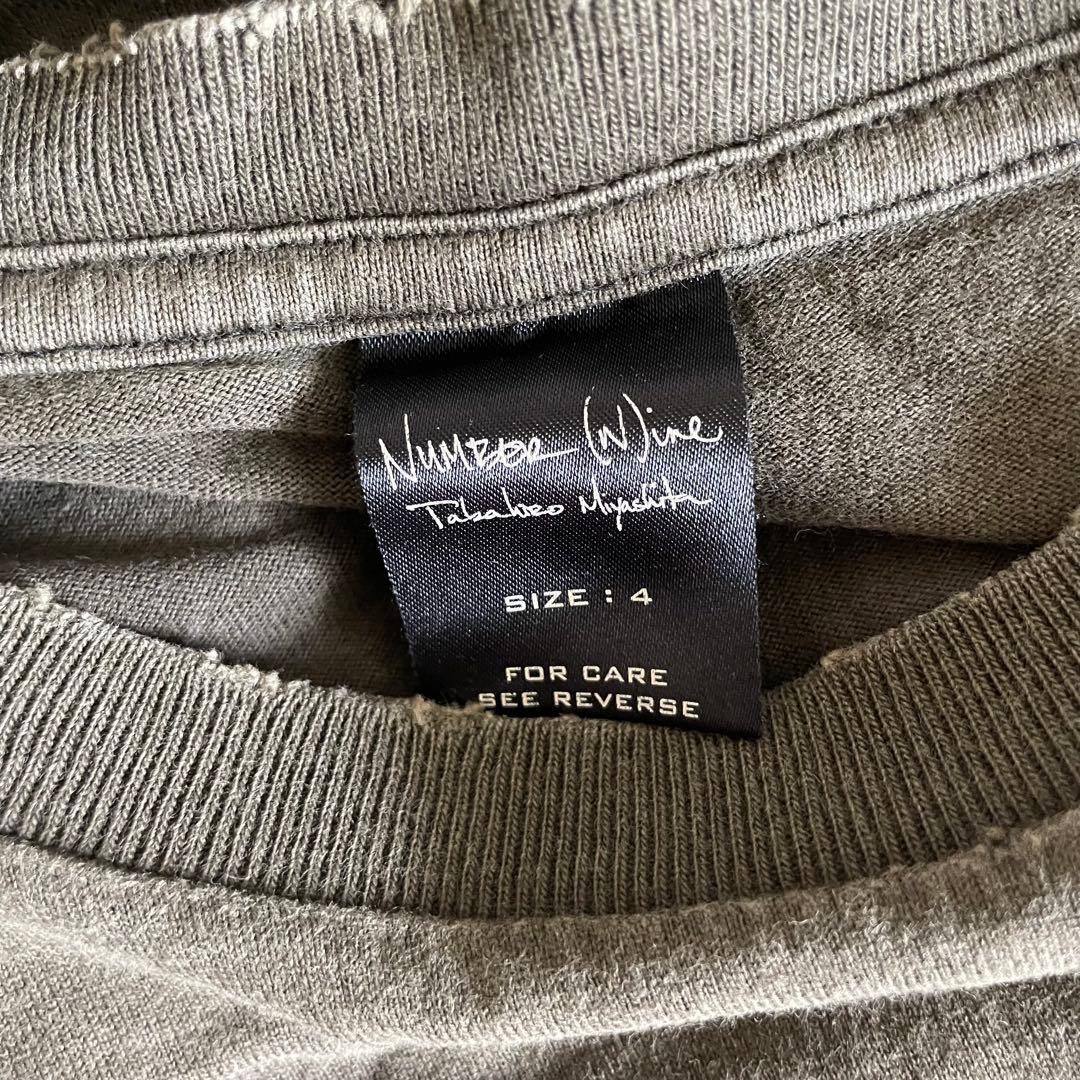 NUMBER (N)ine
Takahiro Miyashita
SIZE : 4
FOR CARE
SEE REVERSE